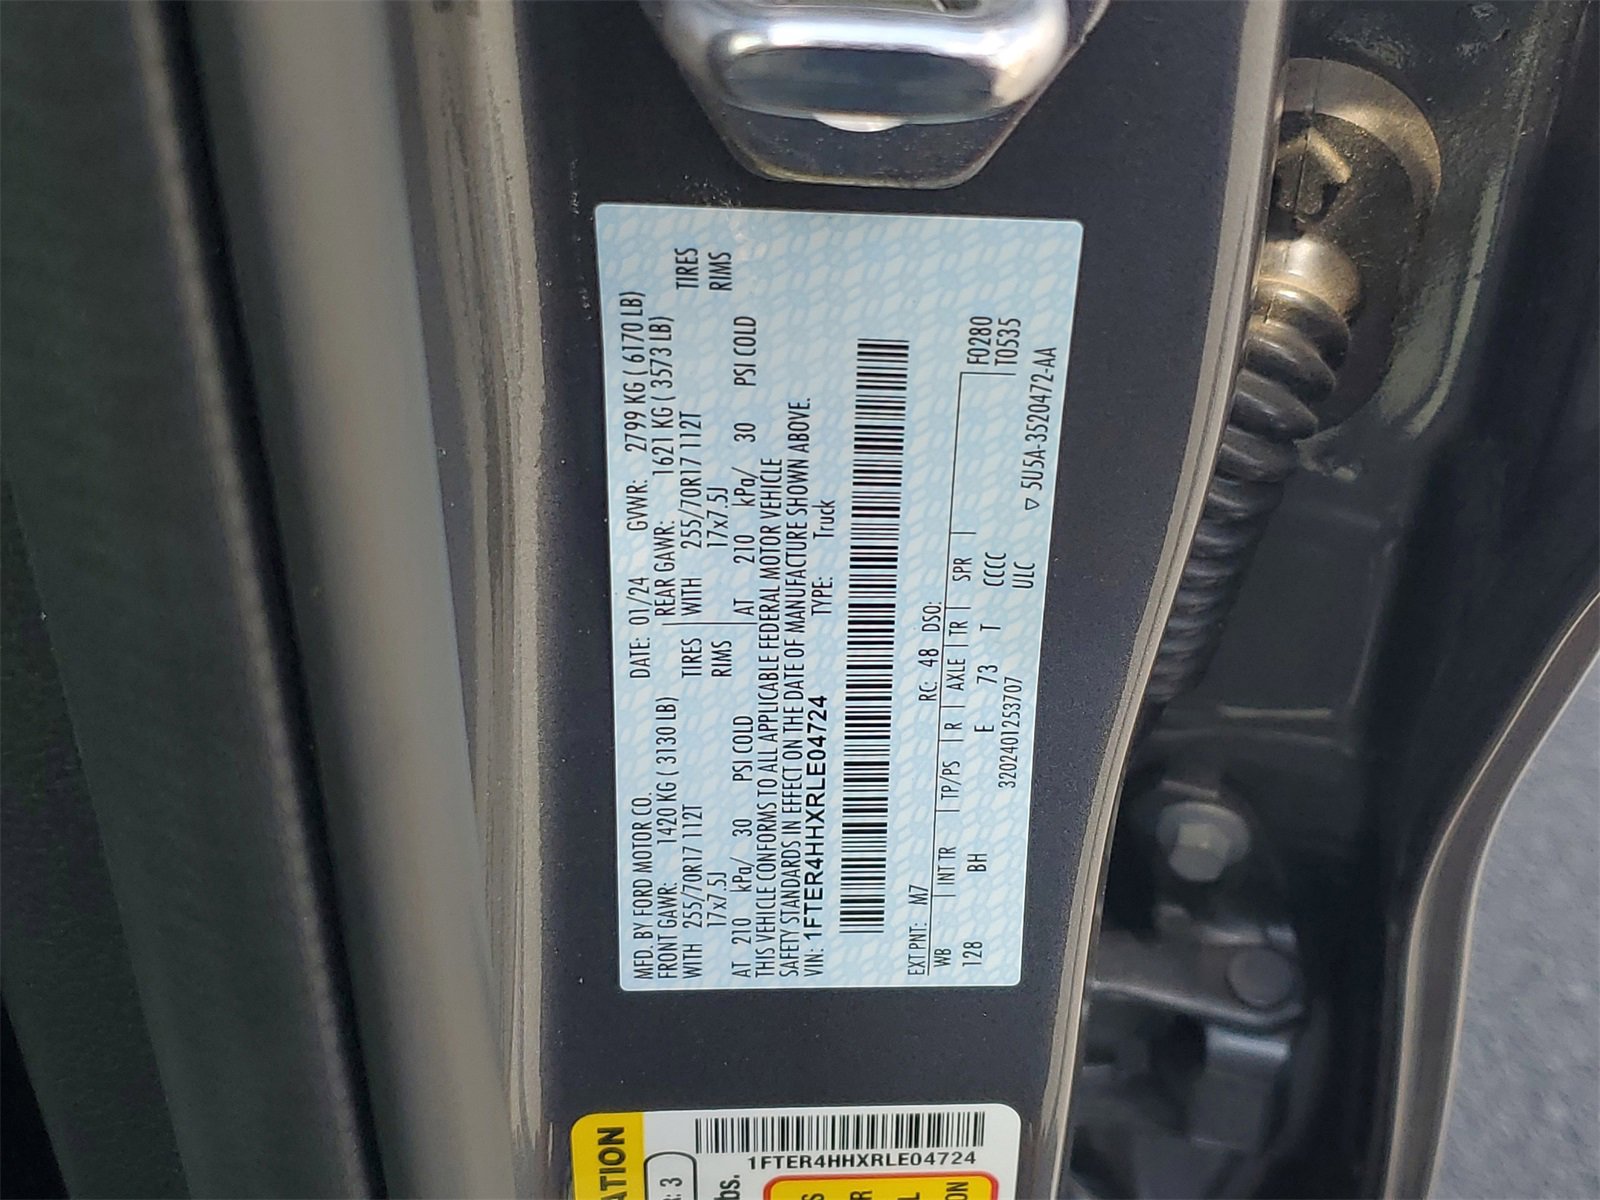 MFD. BY FORD MOTOR CO.
DATE: 01/24 GVWR: 2799 KG ( 6170 LB)
FRONT GAWR: 1420 KG ( 3130 LB) REAR GAWR: 1621 KG ( 3573 LB)
WITH 255/70R17 112T TIRES WITH 255/70R17 112T TIRES
17x7.5J RIMS 17x7.5J RIMS
AT 210 kPa/ 30 PSI COLD AT 210 kPa/ 30 PSI COLD
THIS VEHICLE CONFORMS TO ALL APPLICABLE FEDERAL MOTOR VEHICLE
SAFETY STANDARDS IN EFFECT ON THE DATE OF MANUFACTURE SHOWN ABOVE.
VIN: 1FTER4HHXRLE04724 TYPE: Truck
EXT PNT: M7 RC: 48 DSO: F0280
WB INT TR TP/PS R AXLE TR SPR T0535
128 BH E 73 T CCCC
3202401253707 ULC
▽ 5U5A-3520472-AA
ATION
3
bs.
1FTER4HHXRLE04724
S
R
L
ON